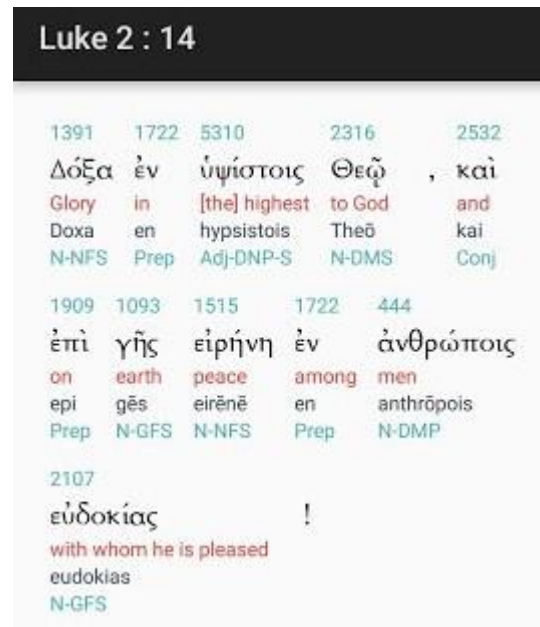 Luke 2 : 14
1391 1722 5310 2316 2532
Δόξα ἐν ὑψίστοις Θεῷ , καὶ
Glory in [the] highest to God and
Doxa en hypsistois Theō kai
N-NFS Prep Adj-DNP-S N-DMS Conj
1909 1093 1515 1722 444
ἐπὶ γῆς εἰρήνη ἐν ἀνθρώποις
on earth peace among men
epi gēs eirēnē en anthrōpois
Prep N-GFS N-NFS Prep N-DMP
2107
εὐδοκίας !
with whom he is pleased
eudokias
N-GFS